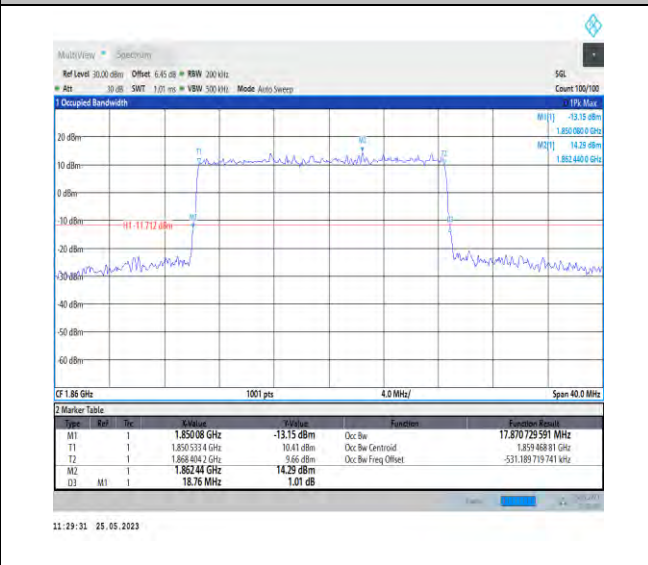 MultiView Spectrum
Ref Level 30.00 dBm Offset 6.45 dB RBW 200 kHz SGL
Att 30 dB SWT 1.01 ms VBW 500 kHz Mode Auto Sweep Count 100/100
1 Occupied Bandwidth 1Pk Max
M1[1] -13.15 dBm
1.850 080 0 GHz
M2[1] 14.29 dBm
1.862 440 0 GHz
20 dBm
M2
T1 T2
10 dBm
0 dBm
-10 dBm
H1 -11.712 dBm
-20 dBm
-30 dBm
-40 dBm
-50 dBm
-60 dBm
CF 1.86 GHz 1001 pts 4.0 MHz/ Span 40.0 MHz
2 Marker Table
Type Ref Trc X-Value Y-Value Function Function Result
M1 1 1.85008 GHz -13.15 dBm Occ Bw 17.870 729 591 MHz
T1 1 1.850 533 4 GHz 10.41 dBm Occ Bw Centroid 1.859 468 81 GHz
T2 1 1.868 404 2 GHz 9.66 dBm Occ Bw Freq Offset -531.189 719 741 kHz
M2 1 1.86244 GHz 14.29 dBm
D3 M1 1 18.76 MHz 1.01 dB
11:29:31 25.05.2023